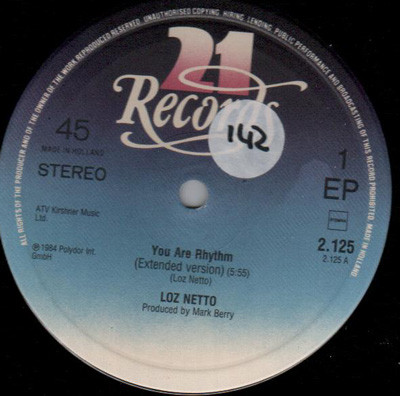 ALL RIGHTS OF THE PRODUCER AND OF THE OWNER OF THE WORK REPRODUCED RESERVED. UNAUTHORISED COPYING, HIRING, LENDING, PUBLIC PERFORMANCE AND BROADCASTING OF THIS RECORD PROHIBITED. MADE IN HOLLAND
21
Records
142
45
MADE IN HOLLAND
STEREO
1
EP
ATV Kirshner Music
Ltd.
STEMRA
℗ 1984 Polydor Int.
GmbH
2.125
2.125 A
You Are Rhythm
(Extended version) (5:55)
(Loz Netto)
LOZ NETTO
Produced by Mark Berry